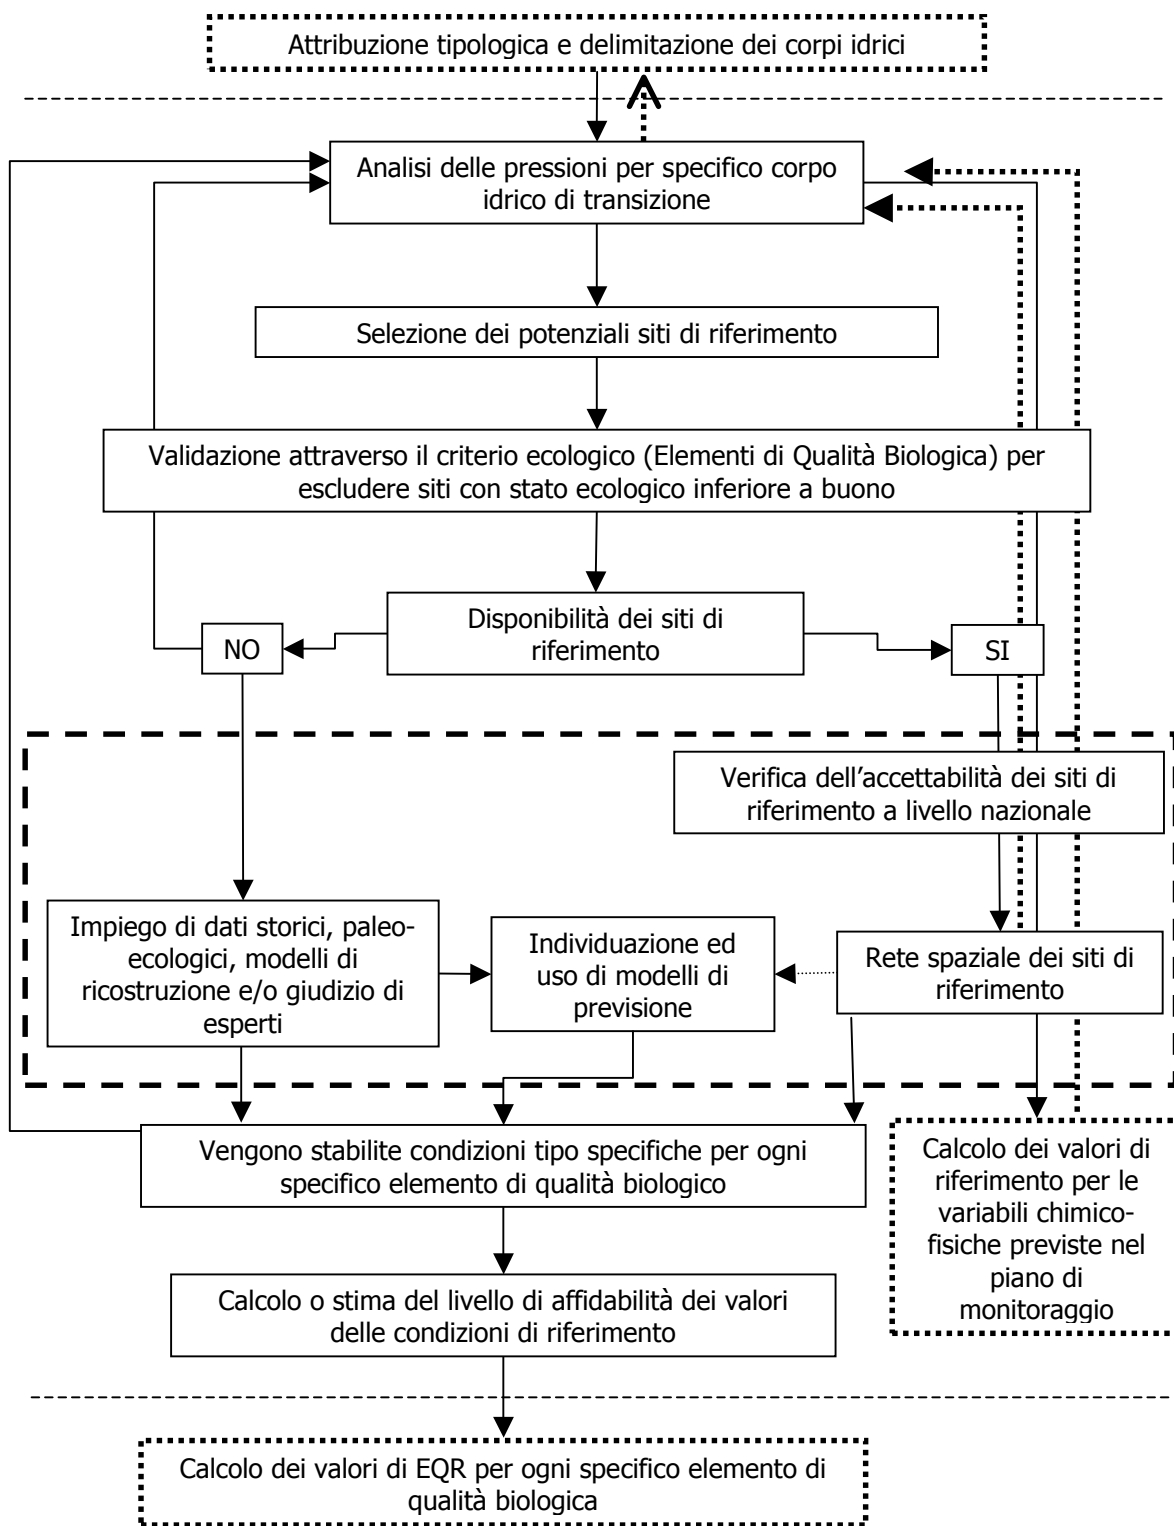 Attribuzione tipologica e delimitazione dei corpi idrici
Analisi delle pressioni per specifico corpo
idrico di transizione
Selezione dei potenziali siti di riferimento
Validazione attraverso il criterio ecologico (Elementi di Qualità Biologica) per
escludere siti con stato ecologico inferiore a buono
Disponibilità dei siti di
riferimento
NO
SI
Verifica dell’accettabilità dei siti di
riferimento a livello nazionale
Impiego di dati storici, paleo-
ecologici, modelli di
ricostruzione e/o giudizio di
esperti
Individuazione ed
uso di modelli di
previsione
Rete spaziale dei siti di
riferimento
Vengono stabilite condizioni tipo specifiche per ogni
specifico elemento di qualità biologico
Calcolo dei valori di
riferimento per le
variabili chimico-
fisiche previste nel
piano di
monitoraggio
Calcolo o stima del livello di affidabilità dei valori
delle condizioni di riferimento
Calcolo dei valori di EQR per ogni specifico elemento di
qualità biologica